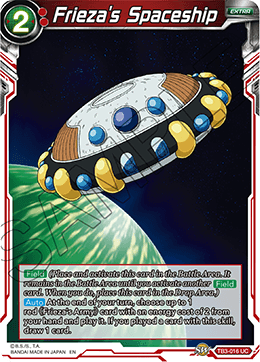 2
Frieza's Spaceship
EXTRA
Field (Place and activate this card in the Battle Area. It
remains in the Battle Area until you activate another Field
card. When you do, place this card in the Drop Area.)
Auto At the end of your turn, choose up to 1
red {Frieza's Army} card with an energy cost of 2 from
your hand and play it. If you played a card with this skill,
draw 1 card.
©B.S./S., T.A.
BANDAI MADE IN JAPAN EN
TB3-016 UC